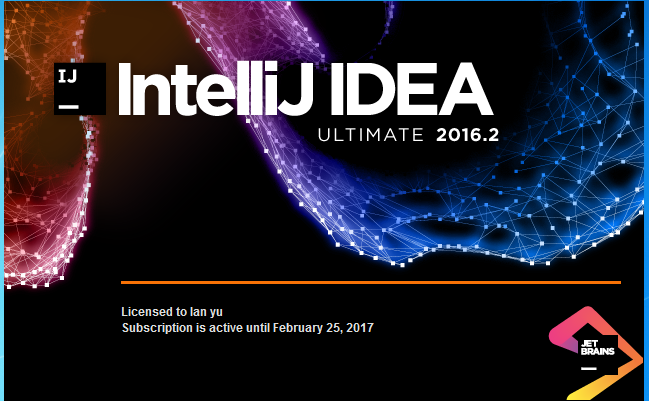 IJ
IntelliJ IDEA
ULTIMATE 2016.2
Licensed to lan yu
Subscription is active until February 25, 2017
JET
BRAINS